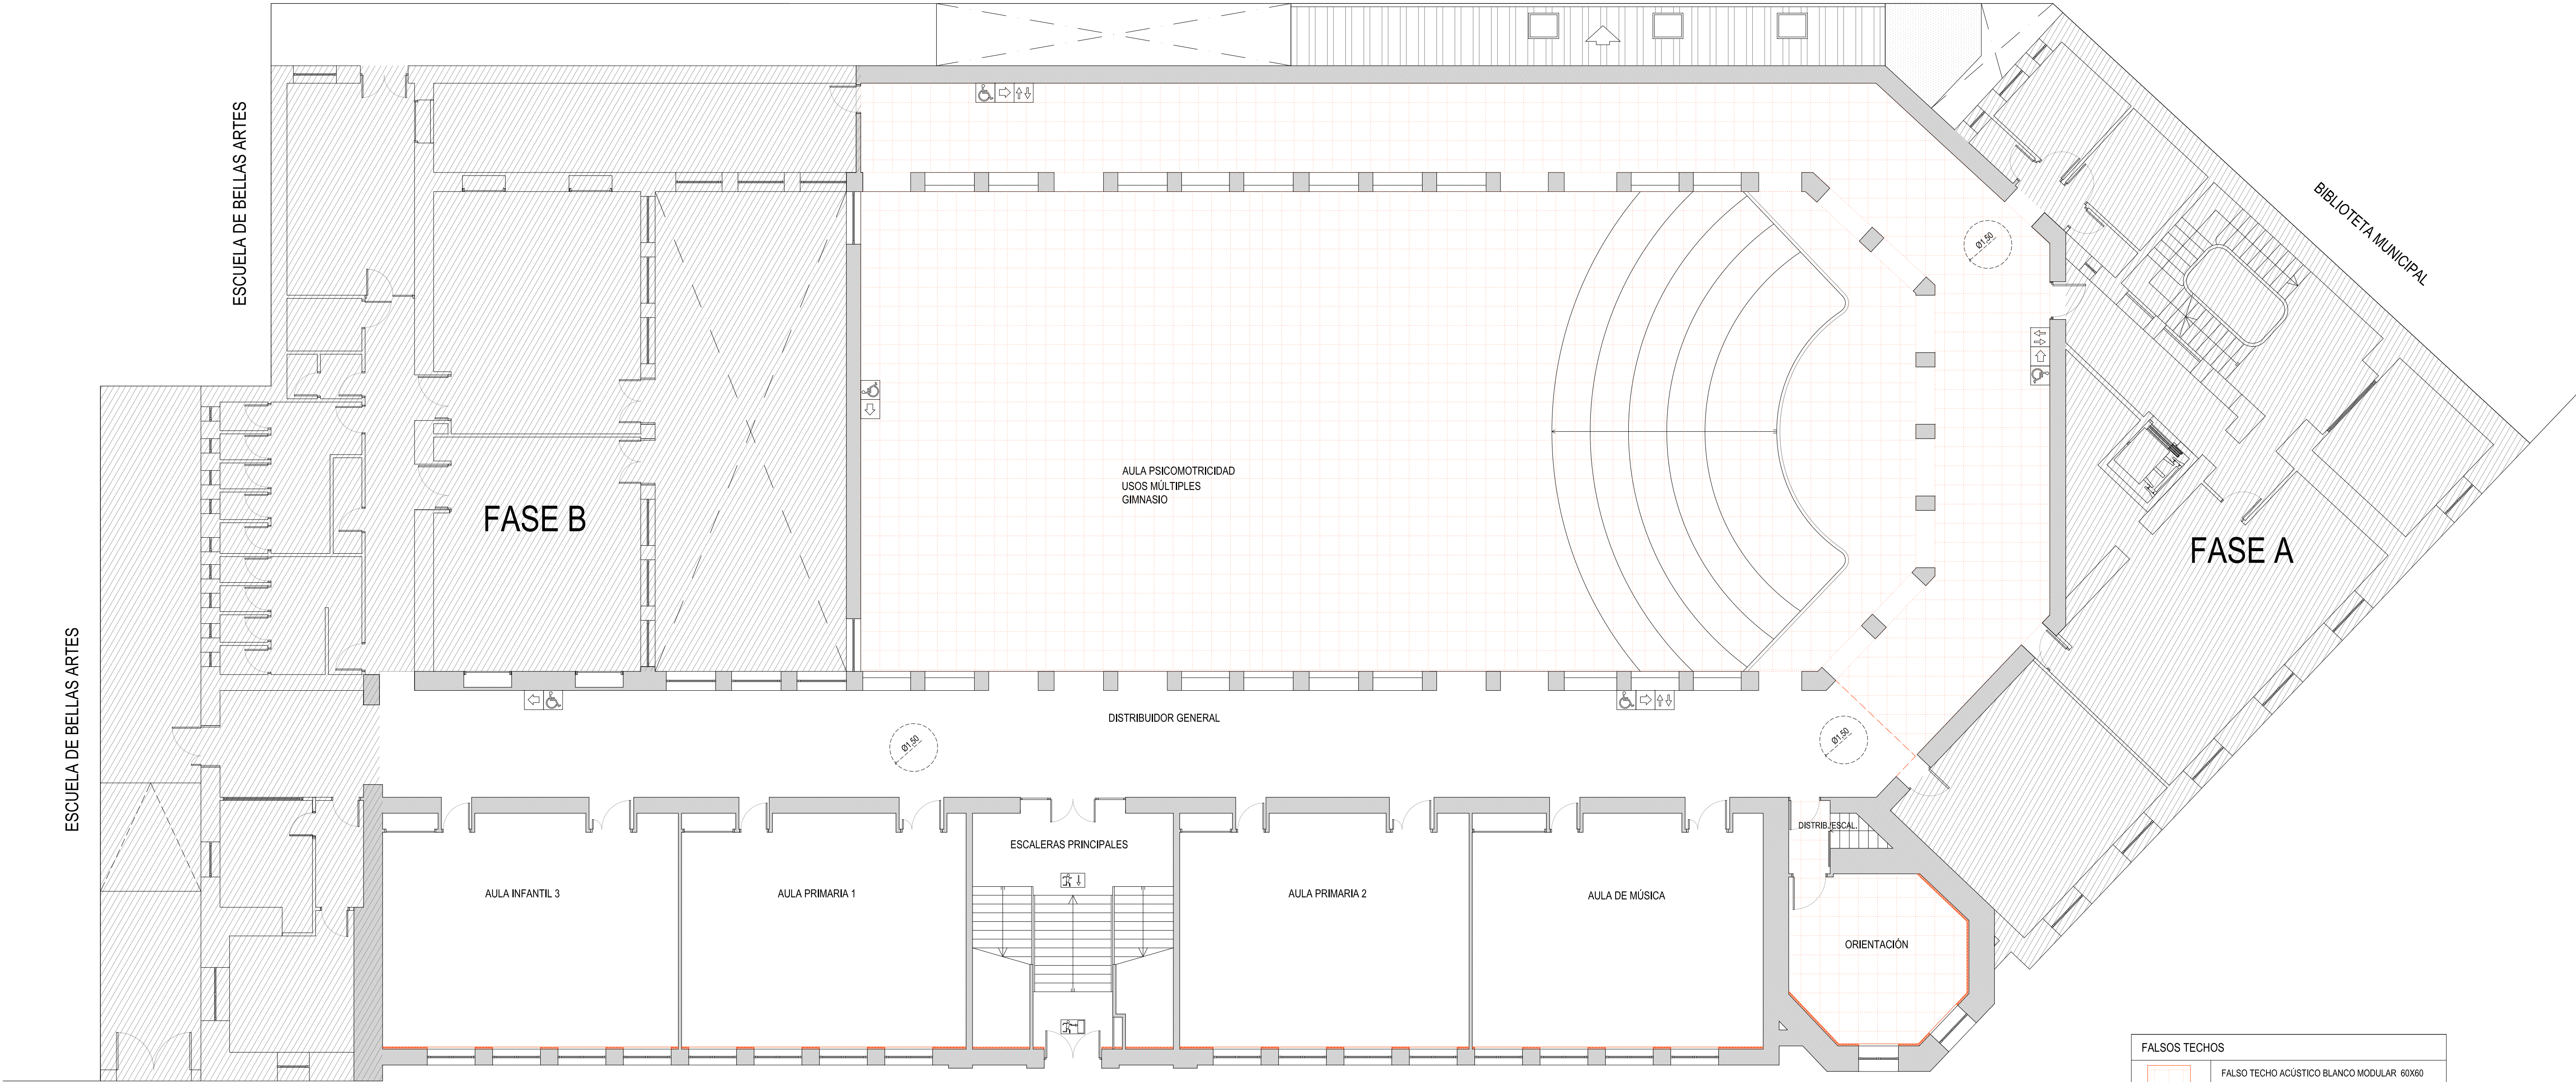 ESCUELA DE BELLAS ARTES
BIBLIOTETA MUNICIPAL
Ø1,50
AULA PSICOMOTRICIDAD
USOS MÚLTIPLES
GIMNASIO
FASE B
FASE A
ESCUELA DE BELLAS ARTES
DISTRIBUIDOR GENERAL
Ø1,50
Ø1,50
DISTRIB./ESCAL.
ESCALERAS PRINCIPALES
AULA INFANTIL 3
AULA PRIMARIA 1
AULA PRIMARIA 2
AULA DE MÚSICA
ORIENTACIÓN
FALSOS TECHOS
FALSO TECHO ACÚSTICO BLANCO MODULAR 60X60